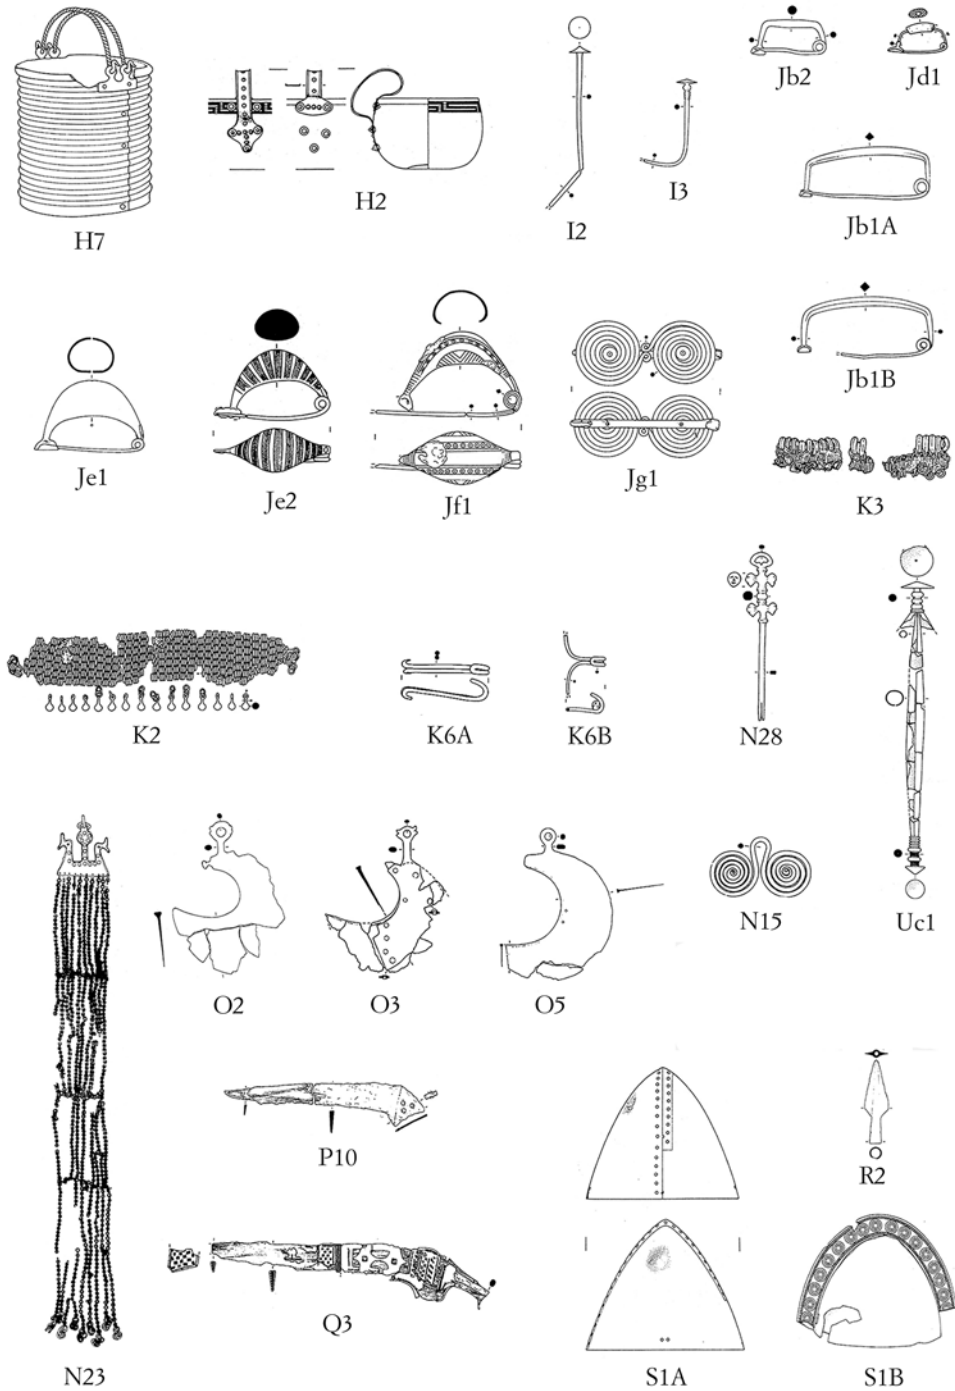 Jb2
Jd1
H7
H2
I2
I3
Jb1A
Jb1B
Je1
Je2
Jf1
Jg1
K3
K2
K6A
K6B
N28
N15
Uc1
O2
O3
O5
P10
R2
Q3
N23
S1A
S1B